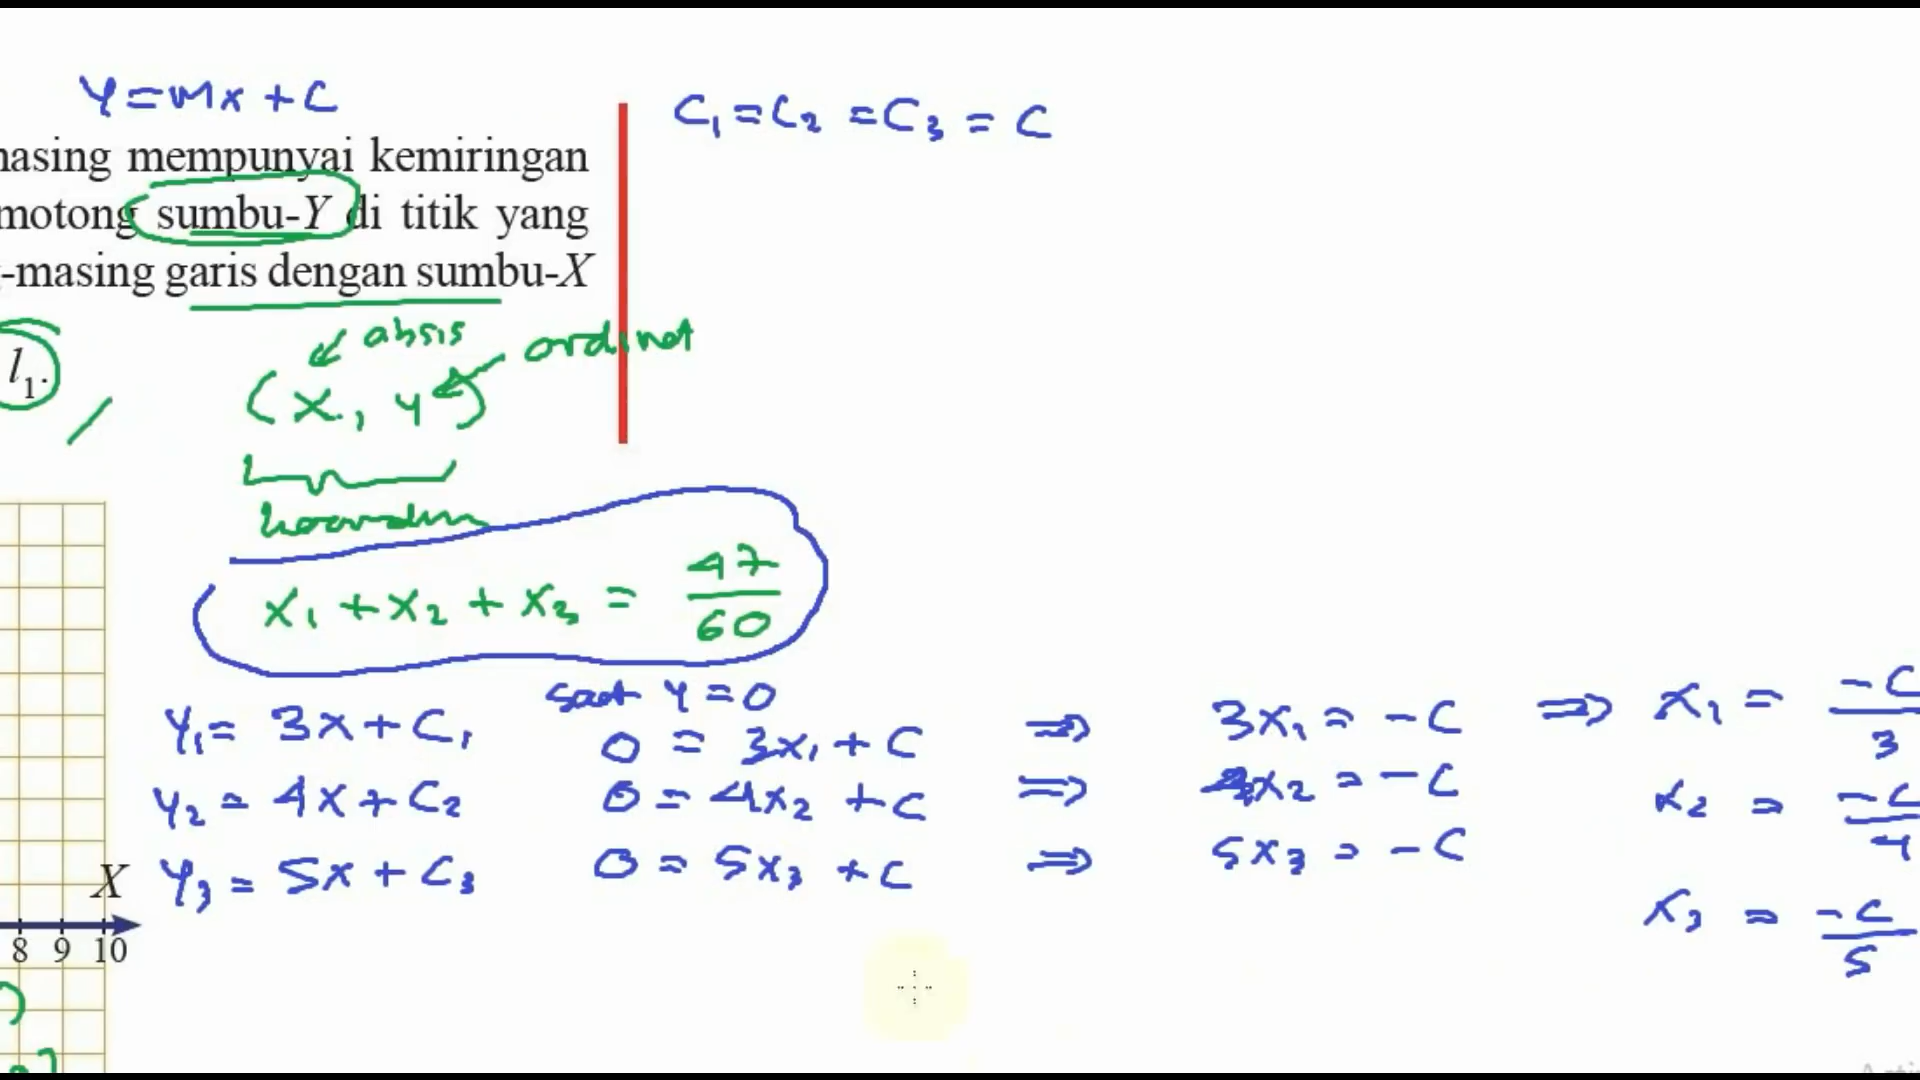 Y = Mx + C
masing mempunyai kemiringan
motong sumbu-Y di titik yang
-masing garis dengan sumbu-X
l₁.
C₁ = C₂ = C₃ = C
absis
ordinat
(x, y)
x₁ + x₂ + x₃ = 47/60
saat Y = 0
Y₁ = 3x + C₁
0 = 3x₁ + C ⇒ 3x₁ = -C ⇒ x₁ = -C/3
Y₂ = 4x + C₂
0 = 4x₂ + C ⇒ 4x₂ = -C
x₂ = -C/4
Y₃ = 5x + C₃
0 = 5x₃ + C ⇒ 5x₃ = -C
x₃ = -C/5
X
8 9 10